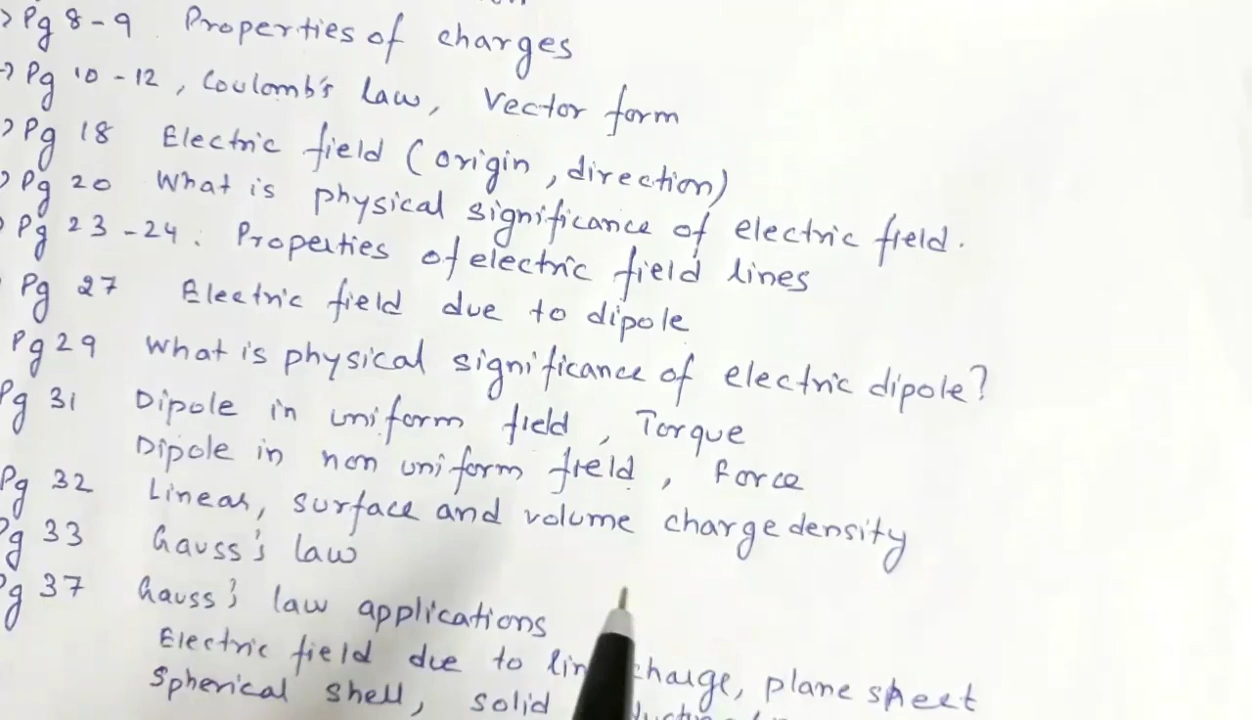 Pg 8-9 Properties of charges
→ Pg 10-12, Coulomb's law, Vector form
Pg 18 Electric field (origin, direction)
Pg 20 What is physical significance of electric field.
Pg 23-24. Properties of electric field lines
Pg 27 Electric field due to dipole
Pg 29 What is physical significance of electric dipole?
Pg 31 Dipole in uniform field, Torque
Dipole in non uniform field, Force
Pg 32 Linear, surface and volume charge density
Pg 33 Gauss's law
Pg 37 Gauss's law applications
Electric field due to lin charge, plane sheet
Spherical shell, solid